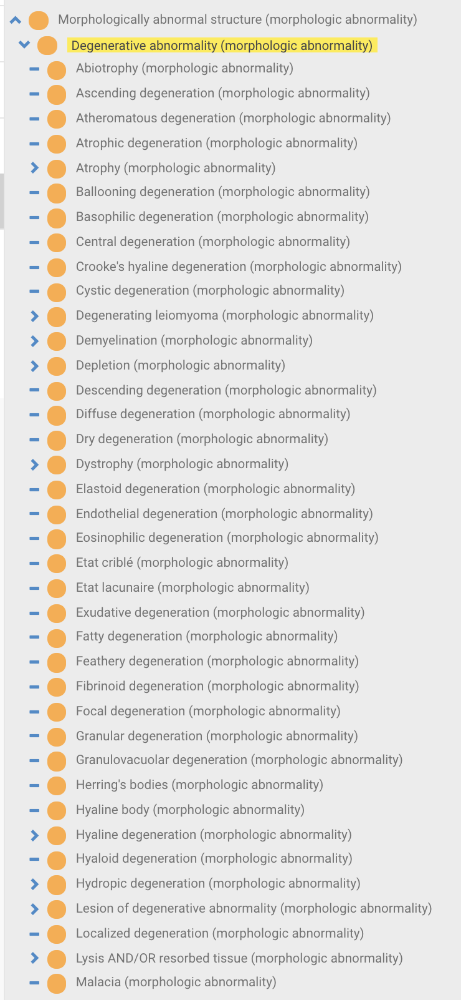 Morphologically abnormal structure (morphologic abnormality)
Degenerative abnormality (morphologic abnormality)
Abiotrophy (morphologic abnormality)
Ascending degeneration (morphologic abnormality)
Atheromatous degeneration (morphologic abnormality)
Atrophic degeneration (morphologic abnormality)
Atrophy (morphologic abnormality)
Ballooning degeneration (morphologic abnormality)
Basophilic degeneration (morphologic abnormality)
Central degeneration (morphologic abnormality)
Crooke's hyaline degeneration (morphologic abnormality)
Cystic degeneration (morphologic abnormality)
Degenerating leiomyoma (morphologic abnormality)
Demyelination (morphologic abnormality)
Depletion (morphologic abnormality)
Descending degeneration (morphologic abnormality)
Diffuse degeneration (morphologic abnormality)
Dry degeneration (morphologic abnormality)
Dystrophy (morphologic abnormality)
Elastoid degeneration (morphologic abnormality)
Endothelial degeneration (morphologic abnormality)
Eosinophilic degeneration (morphologic abnormality)
Etat criblé (morphologic abnormality)
Etat lacunaire (morphologic abnormality)
Exudative degeneration (morphologic abnormality)
Fatty degeneration (morphologic abnormality)
Feathery degeneration (morphologic abnormality)
Fibrinoid degeneration (morphologic abnormality)
Focal degeneration (morphologic abnormality)
Granular degeneration (morphologic abnormality)
Granulovacuolar degeneration (morphologic abnormality)
Herring's bodies (morphologic abnormality)
Hyaline body (morphologic abnormality)
Hyaline degeneration (morphologic abnormality)
Hyaloid degeneration (morphologic abnormality)
Hydropic degeneration (morphologic abnormality)
Lesion of degenerative abnormality (morphologic abnormality)
Localized degeneration (morphologic abnormality)
Lysis AND/OR resorbed tissue (morphologic abnormality)
Malacia (morphologic abnormality)